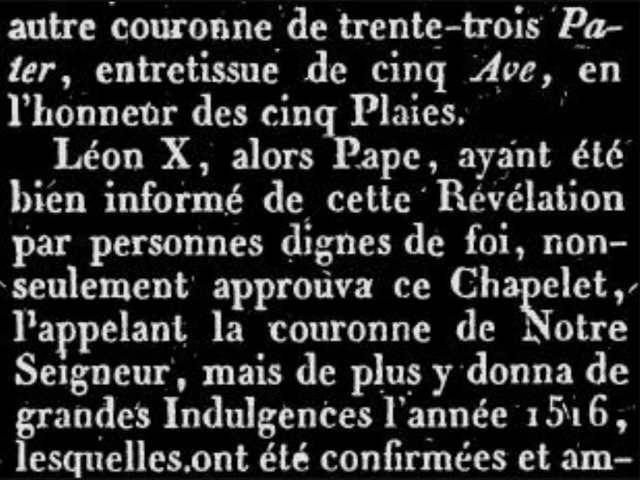 autre couronne de trente-trois Pa-
ter, entretissue de cinq Ave, en
l'honneur des cinq Plaies.
Léon X, alors Pape, ayant été
bien informé de cette Révélation
par personnes dignes de foi, non-
seulement approuva ce Chapelet,
l'appelant la couronne de Notre
Seigneur, mais de plus y donna de
grandes Indulgences l'année 1516,
lesquelles ont été confirmées et am-